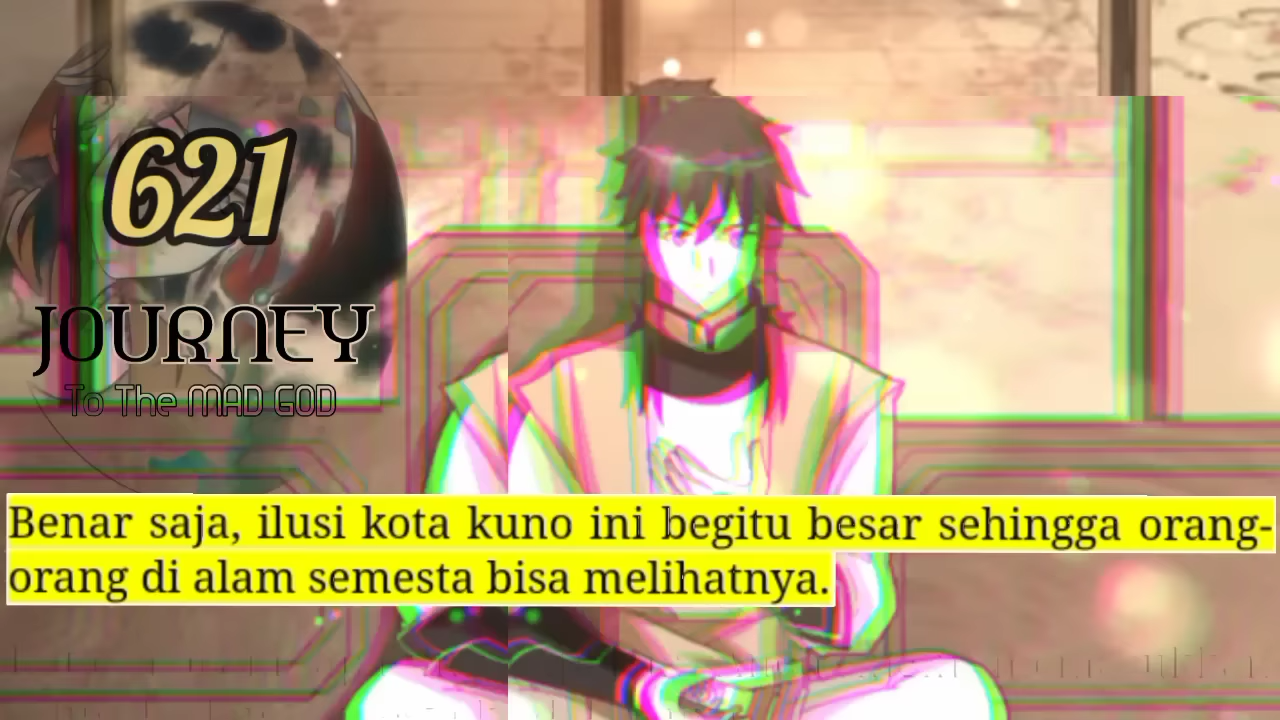 621
JOURNEY
To The MAD GOD
Benar saja, ilusi kota kuno ini begitu besar sehingga orang-
orang di alam semesta bisa melihatnya.